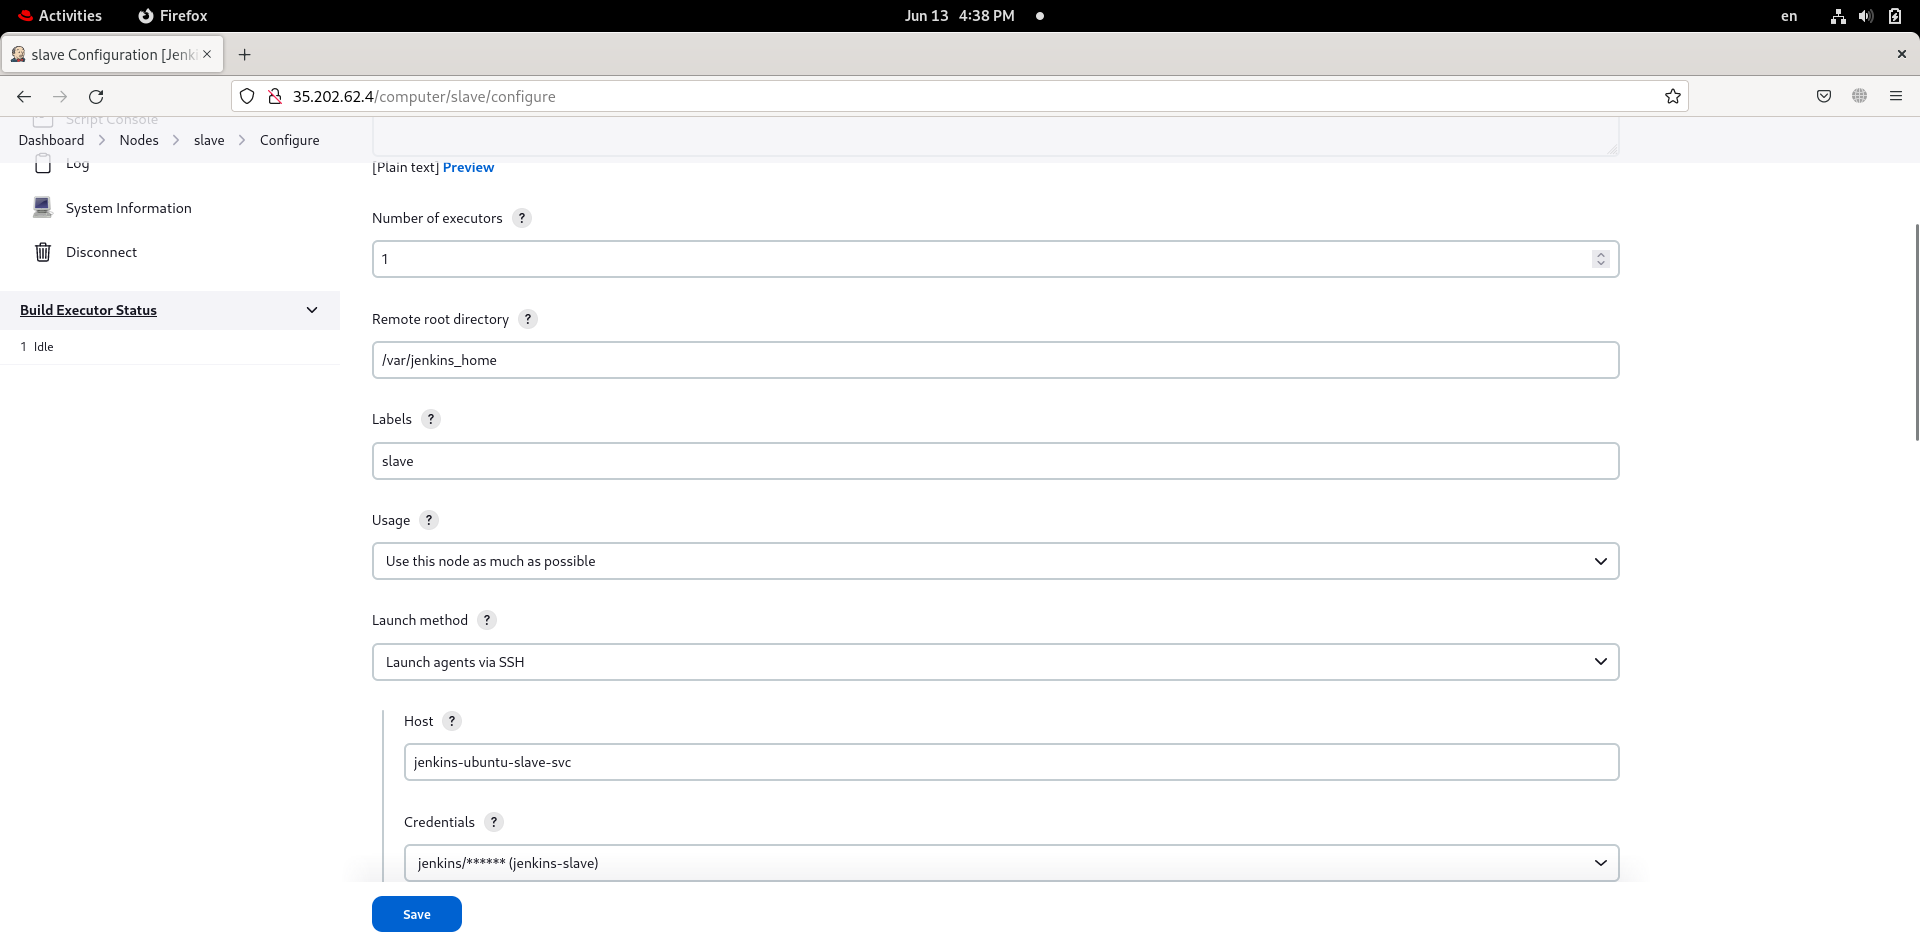 Activities Firefox Jun 13 4:38 PM en
slave Configuration [Jenki
35.202.62.4/computer/slave/configure
Script Console
Dashboard Nodes slave Configure
Log
[Plain text] Preview
System Information
Number of executors ?
Disconnect
1
Build Executor Status
Remote root directory ?
1 Idle
/var/jenkins_home
Labels ?
slave
Usage ?
Use this node as much as possible
Launch method ?
Launch agents via SSH
Host ?
jenkins-ubuntu-slave-svc
Credentials ?
jenkins/****** (jenkins-slave)
Save